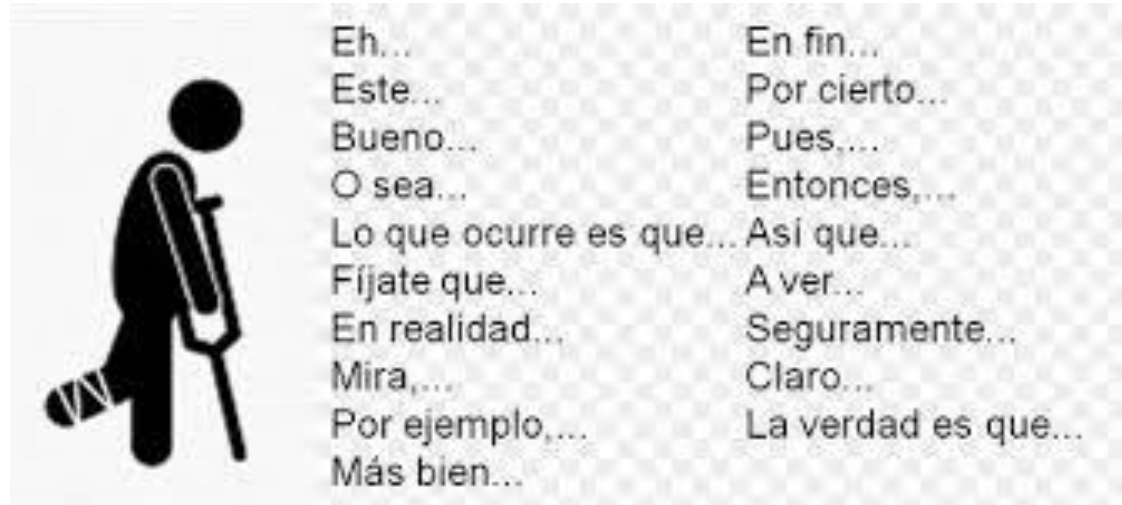 Eh...
Este...
Bueno...
O sea...
Lo que ocurre es que...
Fíjate que...
En realidad...
Mira,...
Por ejemplo,...
Más bien...
En fin...
Por cierto...
Pues,...
Entonces,...
Así que...
A ver...
Seguramente...
Claro...
La verdad es que...